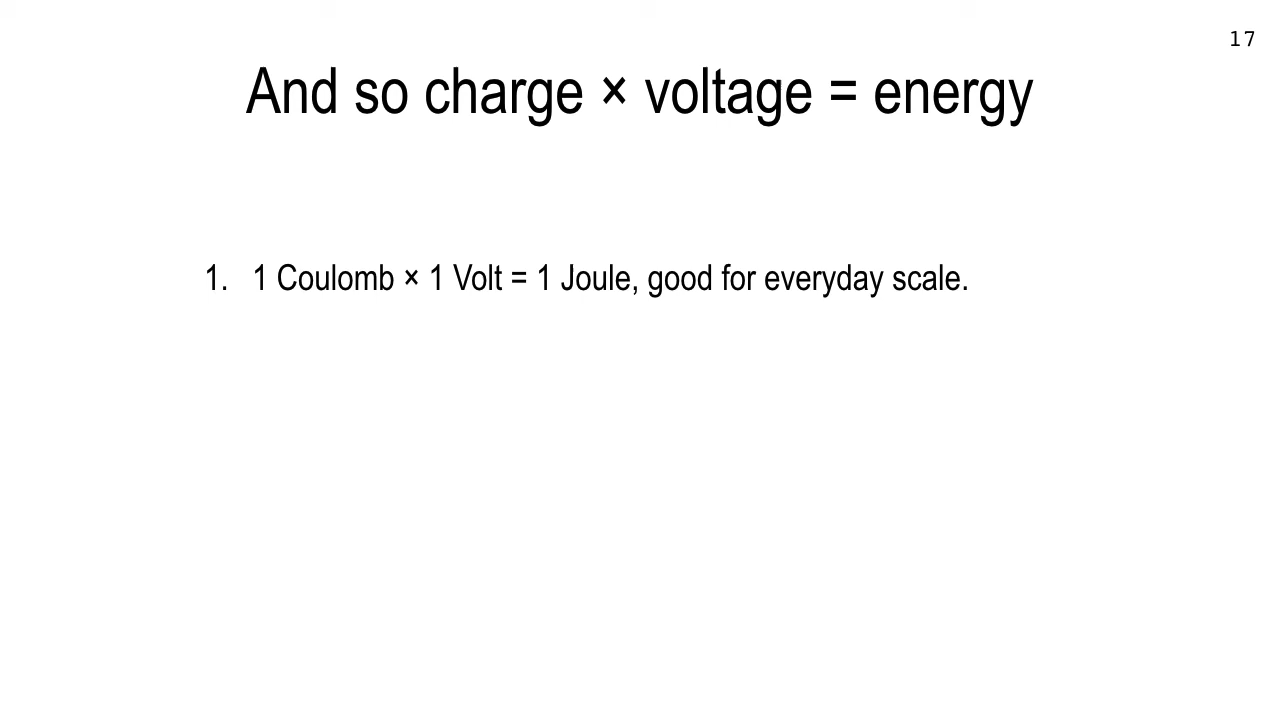 17
And so charge × voltage = energy
1. 1 Coulomb × 1 Volt = 1 Joule, good for everyday scale.